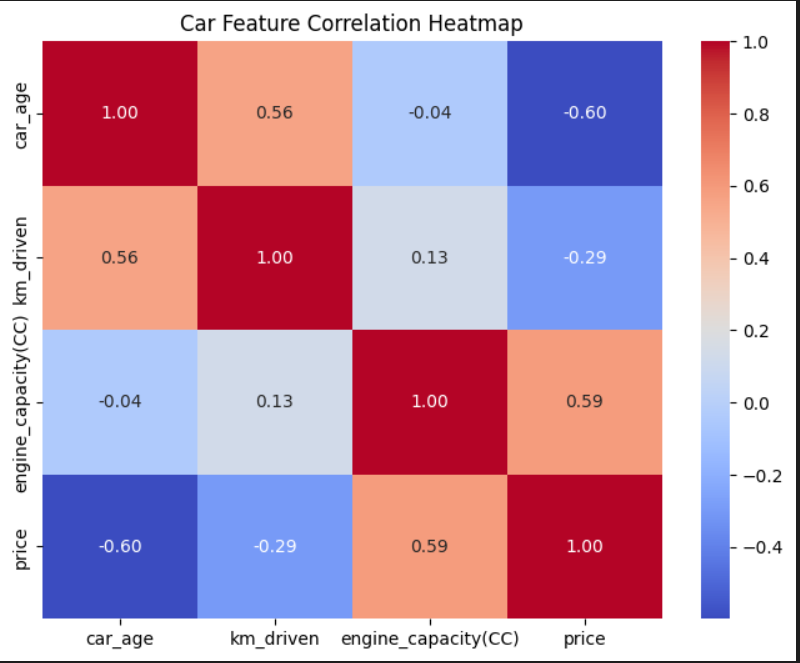 Car Feature Correlation Heatmap
car_age
1.00 0.56 -0.04 -0.60
km_driven
0.56 1.00 0.13 -0.29
engine_capacity(CC)
-0.04 0.13 1.00 0.59
price
-0.60 -0.29 0.59 1.00
car_age km_driven engine_capacity(CC) price
1.0
0.8
0.6
0.4
0.2
0.0
−0.2
−0.4